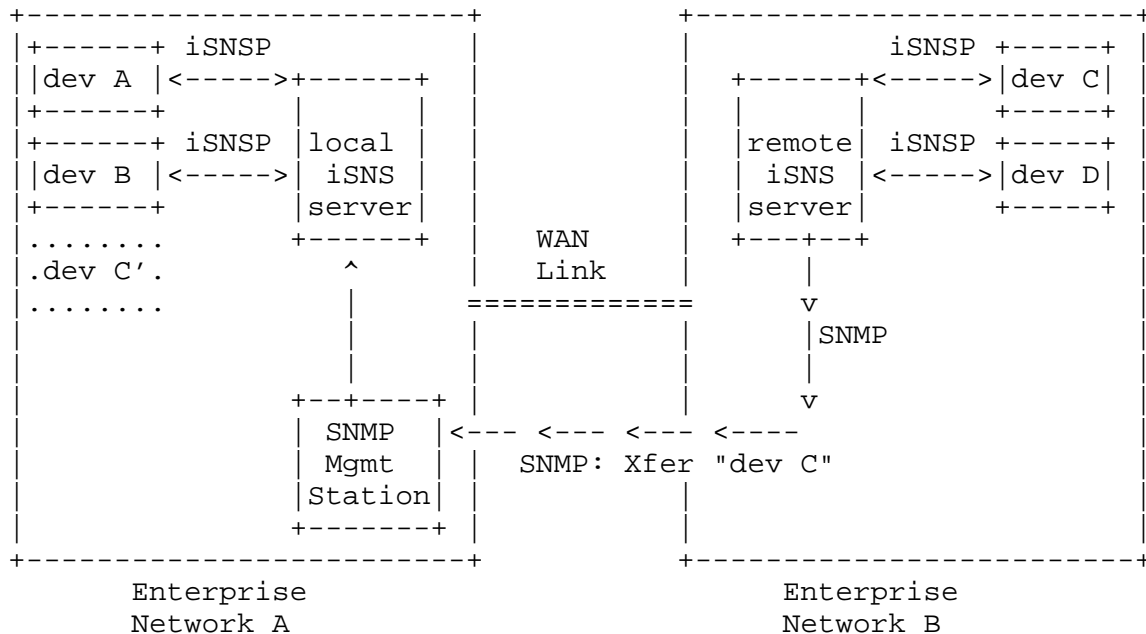 +--------------------------+             +--------------------------+
|+------+ iSNSP            |             |           iSNSP +-----+  |
||dev A |<----->+------+   |             |   +------+<----->|dev C| |
|+------+       |      |   |             |   |      |       +-----+ |
|+------+ iSNSP |local |   |             |   |remote| iSNSP +-----+ |
||dev B |<----->| iSNS |   |             |   | iSNS |<----->|dev D| |
|+------+       |server|   |             |   |server|       +-----+ |
|........       +------+   |   WAN       |   +---+--+               |
|.dev C'.          ^       |   Link      |       |                  |
|........          |       =============         v                  |
|                  |       |             |       |SNMP              |
|                  |       |             |       |                  |
|               +--+----+  |             |       v                  |
|               | SNMP  |<--- <--- <--- <----                       |
|               | Mgmt  |  |  SNMP: Xfer "dev C"                    |
|               |Station|  |             |                          |
|               +-------+  |             |                          |
+--------------------------+             +--------------------------+
Enterprise                               Enterprise
Network A                                Network B